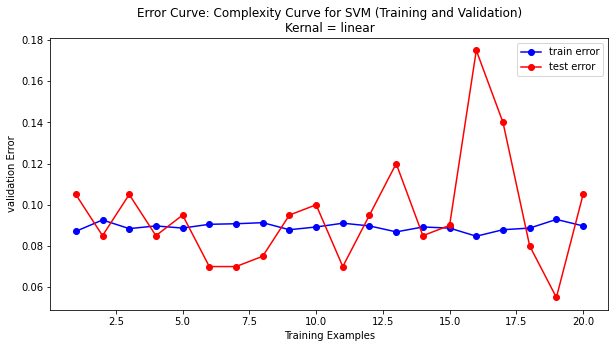 Error Curve: Complexity Curve for SVM (Training and Validation)
Kernal = linear
train error
test error
validation Error
0.18
0.16
0.14
0.12
0.10
0.08
0.06
2.5 5.0 7.5 10.0 12.5 15.0 17.5 20.0
Training Examples